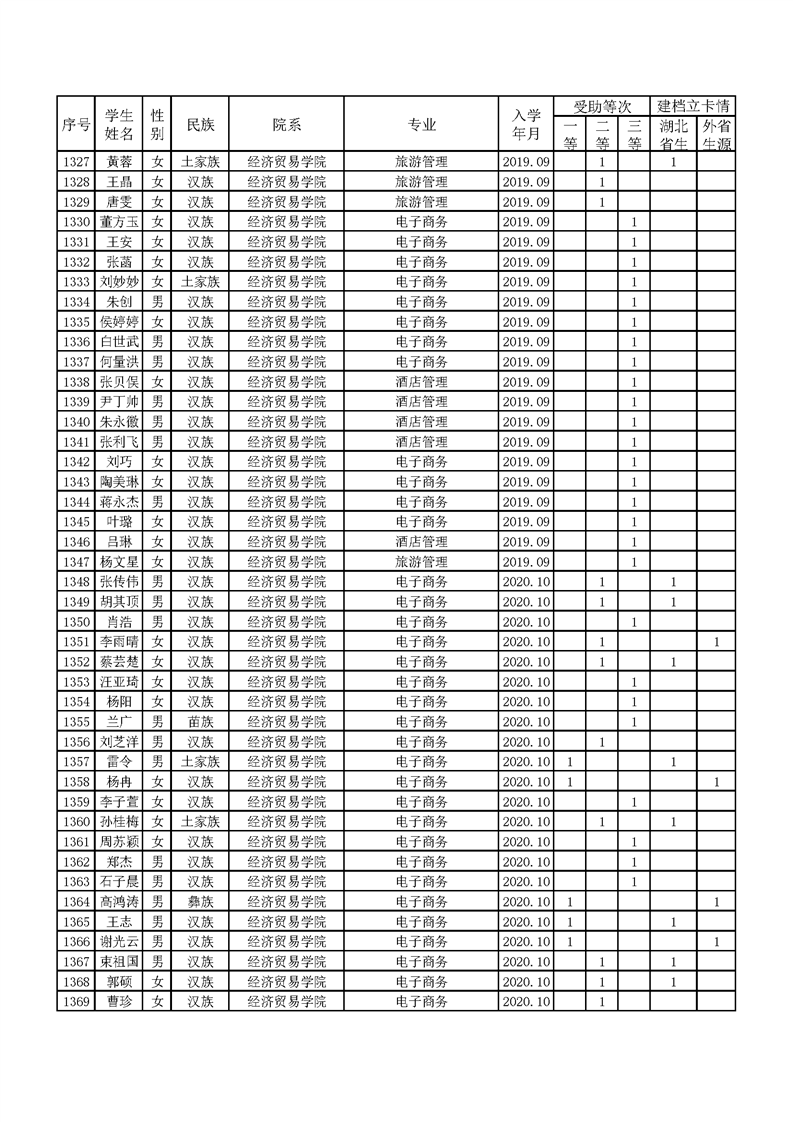 序号 学生姓名 性别 民族 院系 专业 入学年月 受助等次 建档立卡情
一等 二等 三等 湖北省生 外省生源
1327 黄蓉 女 土家族 经济贸易学院 旅游管理 2019.09 1 1
1328 王晶 女 汉族 经济贸易学院 旅游管理 2019.09 1
1329 唐雯 女 汉族 经济贸易学院 旅游管理 2019.09 1
1330 董方玉 女 汉族 经济贸易学院 电子商务 2019.09 1
1331 王安 女 汉族 经济贸易学院 电子商务 2019.09 1
1332 张菡 女 汉族 经济贸易学院 电子商务 2019.09 1
1333 刘妙妙 女 土家族 经济贸易学院 电子商务 2019.09 1
1334 朱创 男 汉族 经济贸易学院 电子商务 2019.09 1
1335 侯婷婷 女 汉族 经济贸易学院 电子商务 2019.09 1
1336 白世武 男 汉族 经济贸易学院 电子商务 2019.09 1
1337 何量洪 男 汉族 经济贸易学院 电子商务 2019.09 1
1338 张贝俣 女 汉族 经济贸易学院 酒店管理 2019.09 1
1339 尹丁帅 男 汉族 经济贸易学院 酒店管理 2019.09 1
1340 朱永徽 男 汉族 经济贸易学院 酒店管理 2019.09 1
1341 张利飞 男 汉族 经济贸易学院 酒店管理 2019.09 1
1342 刘巧 女 汉族 经济贸易学院 电子商务 2019.09 1
1343 陶美琳 女 汉族 经济贸易学院 电子商务 2019.09 1
1344 蒋永杰 男 汉族 经济贸易学院 电子商务 2019.09 1
1345 叶璐 女 汉族 经济贸易学院 电子商务 2019.09 1
1346 吕琳 女 汉族 经济贸易学院 酒店管理 2019.09 1
1347 杨文星 女 汉族 经济贸易学院 旅游管理 2019.09 1
1348 张传伟 男 汉族 经济贸易学院 电子商务 2020.10 1 1
1349 胡其顶 男 汉族 经济贸易学院 电子商务 2020.10 1 1
1350 肖浩 男 汉族 经济贸易学院 电子商务 2020.10 1
1351 李雨晴 女 汉族 经济贸易学院 电子商务 2020.10 1 1
1352 蔡芸楚 女 汉族 经济贸易学院 电子商务 2020.10 1 1
1353 汪亚琦 女 汉族 经济贸易学院 电子商务 2020.10 1
1354 杨阳 女 汉族 经济贸易学院 电子商务 2020.10 1
1355 兰广 男 苗族 经济贸易学院 电子商务 2020.10 1
1356 刘芝洋 男 汉族 经济贸易学院 电子商务 2020.10 1
1357 雷令 男 土家族 经济贸易学院 电子商务 2020.10 1 1
1358 杨冉 女 汉族 经济贸易学院 电子商务 2020.10 1 1
1359 李子萱 女 汉族 经济贸易学院 电子商务 2020.10 1
1360 孙桂梅 女 土家族 经济贸易学院 电子商务 2020.10 1 1
1361 周苏颖 女 汉族 经济贸易学院 电子商务 2020.10 1
1362 郑杰 男 汉族 经济贸易学院 电子商务 2020.10 1
1363 石子晨 男 汉族 经济贸易学院 电子商务 2020.10 1
1364 高鸿涛 男 彝族 经济贸易学院 电子商务 2020.10 1 1
1365 王志 男 汉族 经济贸易学院 电子商务 2020.10 1 1
1366 谢光云 男 汉族 经济贸易学院 电子商务 2020.10 1 1
1367 束祖国 男 汉族 经济贸易学院 电子商务 2020.10 1 1
1368 郭硕 女 汉族 经济贸易学院 电子商务 2020.10 1 1
1369 曹珍 女 汉族 经济贸易学院 电子商务 2020.10 1